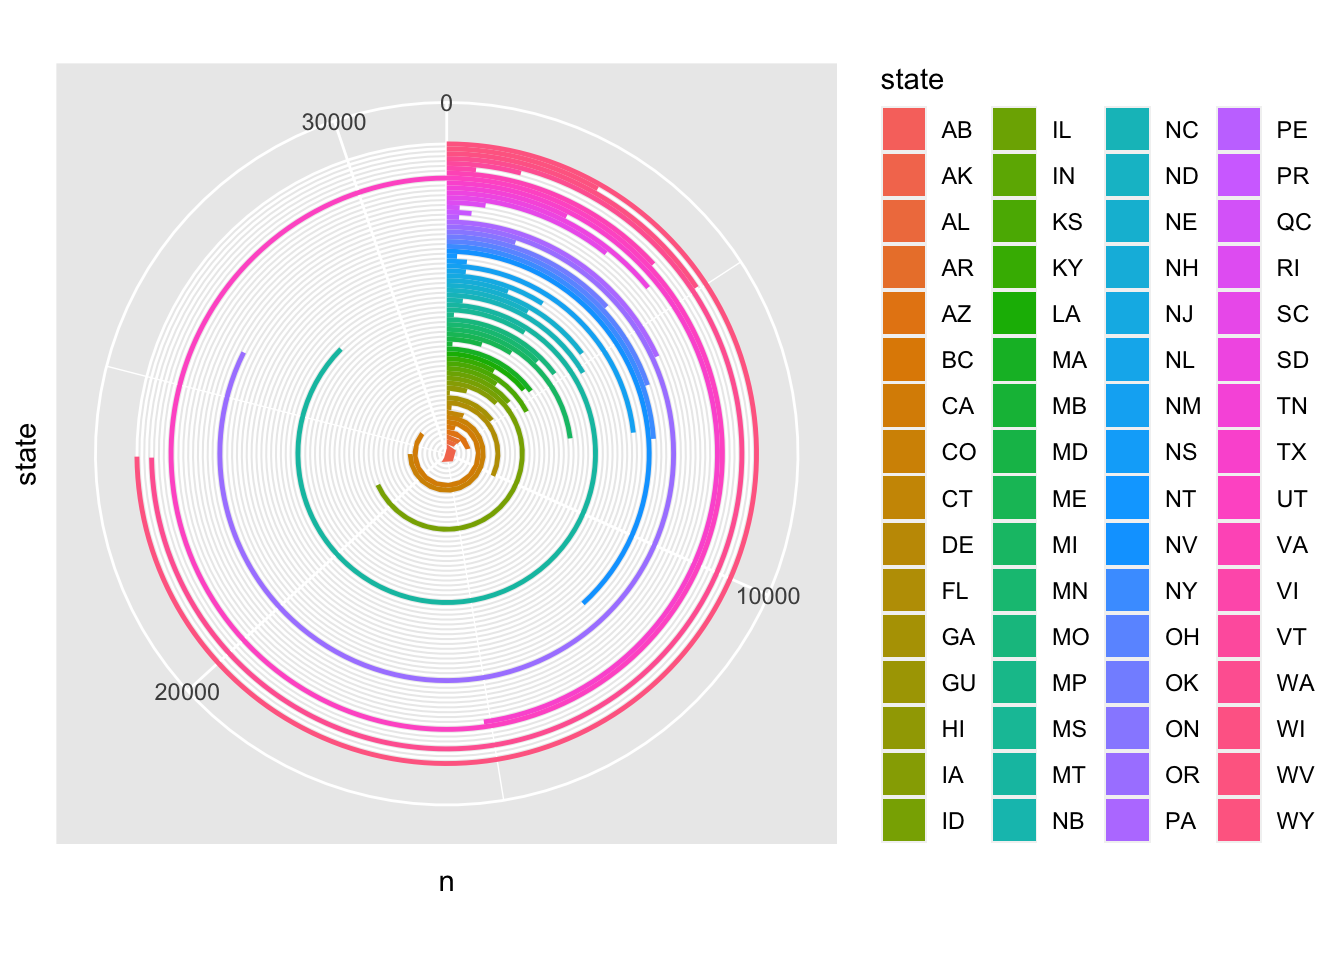 state
0
30000
10000
20000
n
state
AB
AK
AL
AR
AZ
BC
CA
CO
CT
DE
FL
GA
GU
HI
IA
ID
IL
IN
KS
KY
LA
MA
MB
MD
ME
MI
MN
MO
MP
MS
MT
NB
NC
ND
NE
NH
NJ
NL
NM
NS
NT
NV
NY
OH
OK
ON
OR
PA
PE
PR
QC
RI
SC
SD
TN
TX
UT
VA
VI
VT
WA
WI
WV
WY